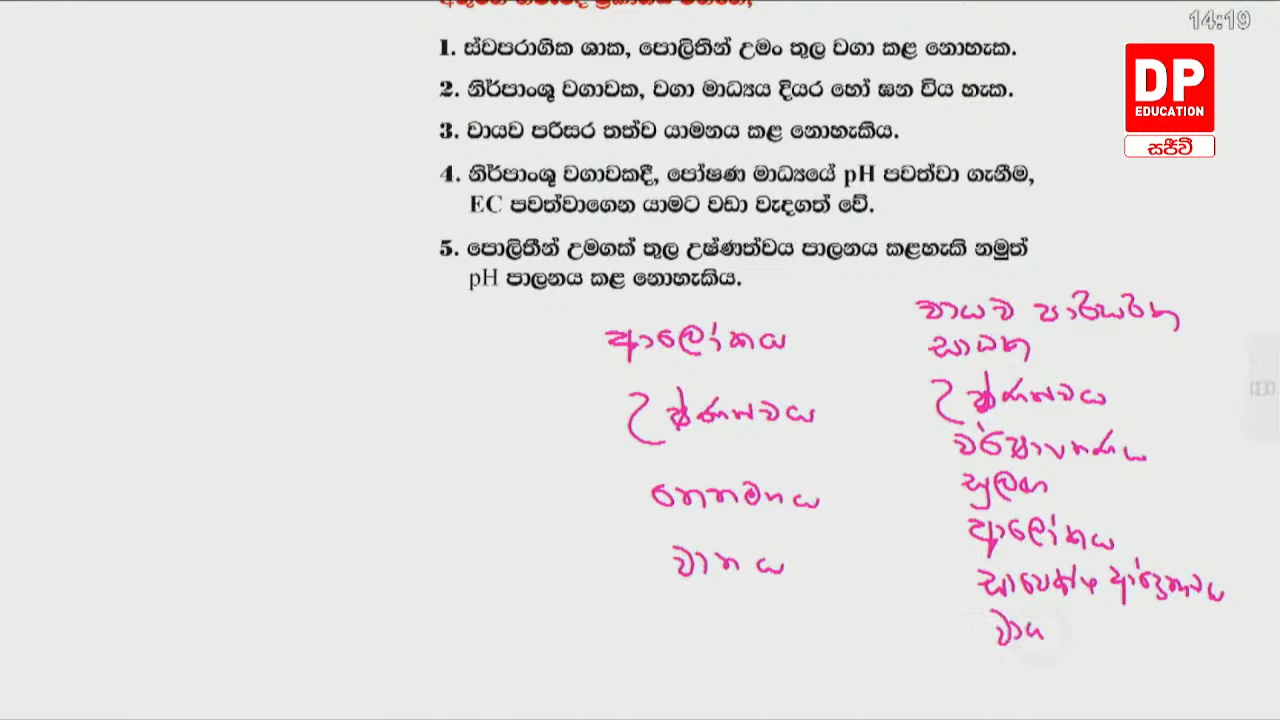 14:19
1. ස්වපරාගික ශාක, පොලිතින් උමං තුල වගා කළ නොහැක.
DP
2. නිර්පාංශු වගාවක, වගා මාධ්‍යය දියර හෝ ඝන විය හැක.
EDUCATION
3. වායව පරිසර තත්ව යාමනය කළ නොහැකිය.
සජීවී
4. නිර්පාංශු වගාවකදී, පෝෂණ මාධ්‍යයේ pH පවත්වා ගැනීම,
EC පවත්වාගෙන යාමට වඩා වැදගත් වේ.
5. පොලිතීන් උමගක් තුල උෂ්ණත්වය පාලනය කළහැකි නමුත්
pH පාලනය කළ නොහැකිය.
වායව පාරිසරික
ආලෝකය
සාධක
උෂ්ණත්වය
උෂ්ණත්වය
වර්ෂාපතනය
සුලඟ
තෙතමනය
ආලෝකය
වාතය
සාපේක්ෂ ආර්ද්‍රතාවය
වාය